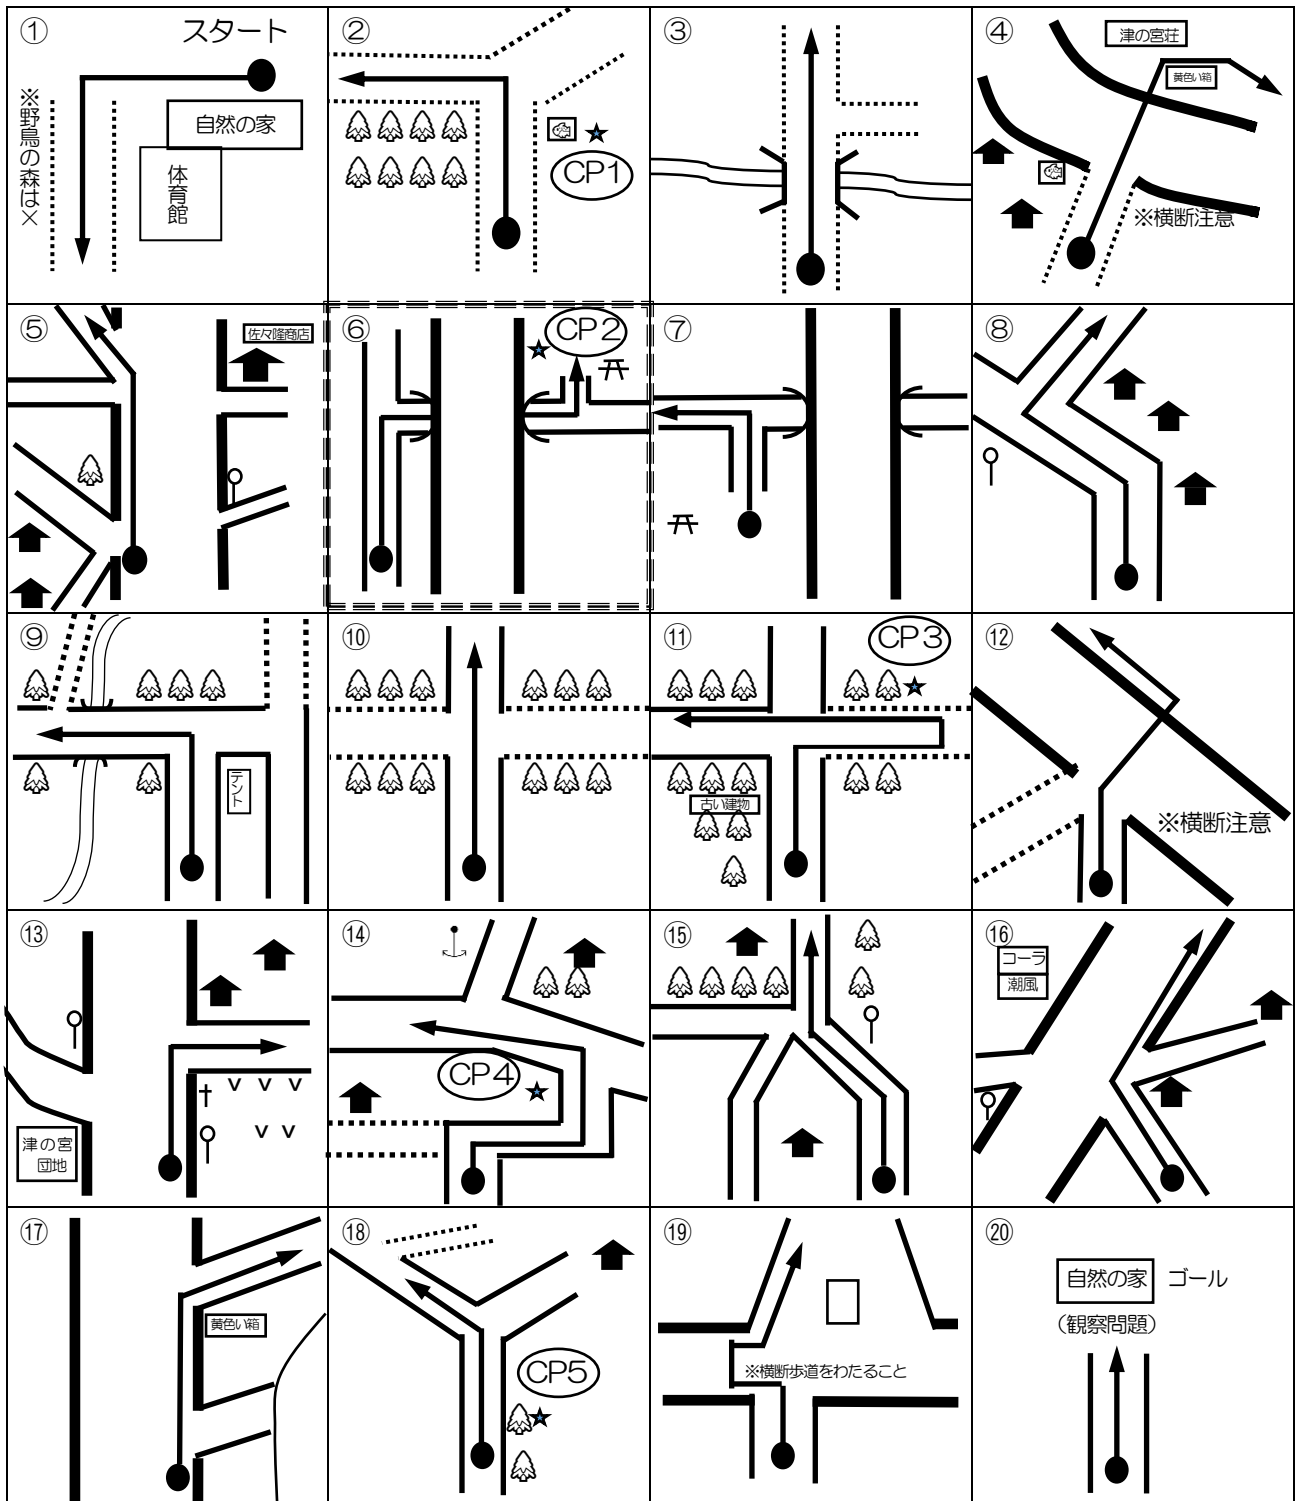 ① スタート
自然の家
体育館
※野鳥の森は×
②
CP1
③
④
津の宮荘
黄色い箱
※横断注意
⑤
佐々隆商店
⑥
CP2
⑦
⑧
⑨
テント
⑩
⑪
CP3
古い建物
⑫
※横断注意
⑬
津の宮
団地
⑭
CP4
⑮
⑯
コーラ
潮風
⑰
黄色い箱
⑱
CP5
⑲
※横断歩道をわたること
⑳
自然の家 ゴール
(観察問題)